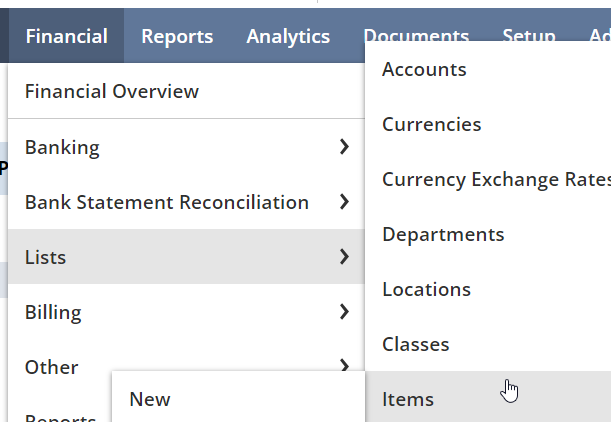 Financial Reports Analytics Documents Setup Ad
Financial Overview
Banking
Bank Statement Reconciliation
Lists
Billing
Other
Reports
Accounts
Currencies
Currency Exchange Rates
Departments
Locations
Classes
Items
New
P